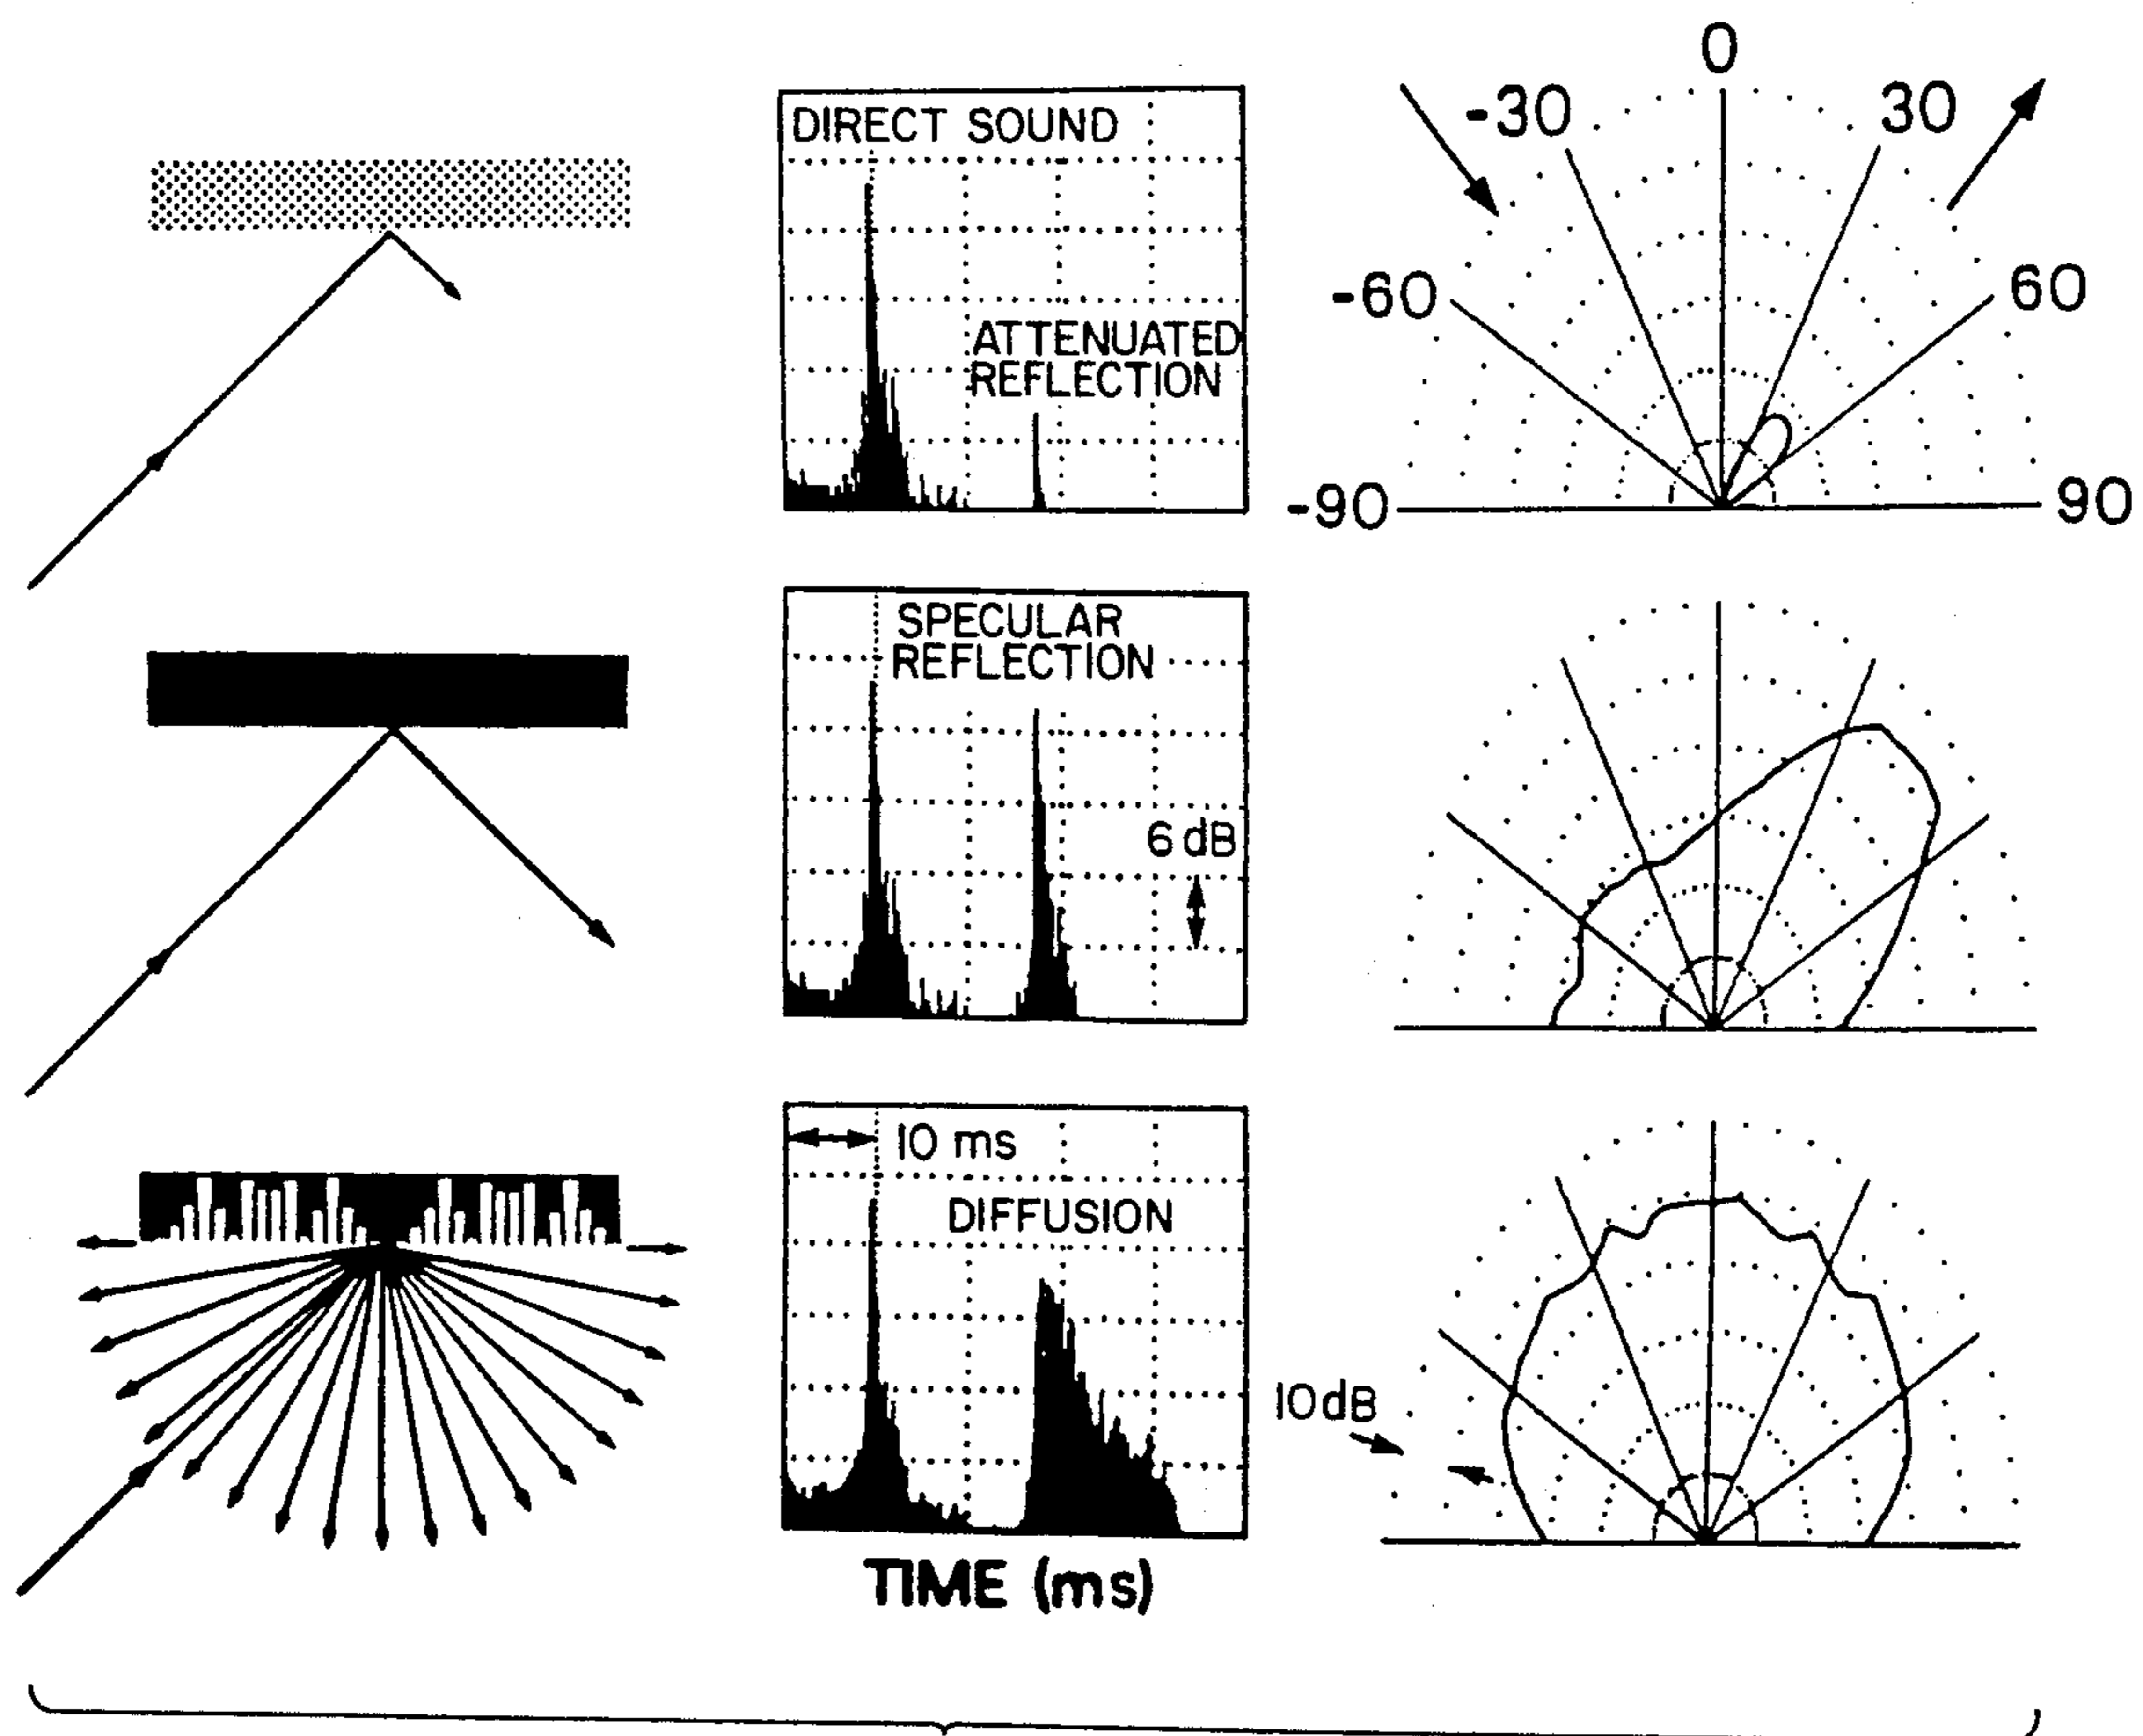 DIRECT SOUND
ATTENUATED
REFLECTION
0
-30
30
-60
60
-90
90
SPECULAR
REFLECTION
6 dB
10 ms
DIFFUSION
10dB
TIME (ms)